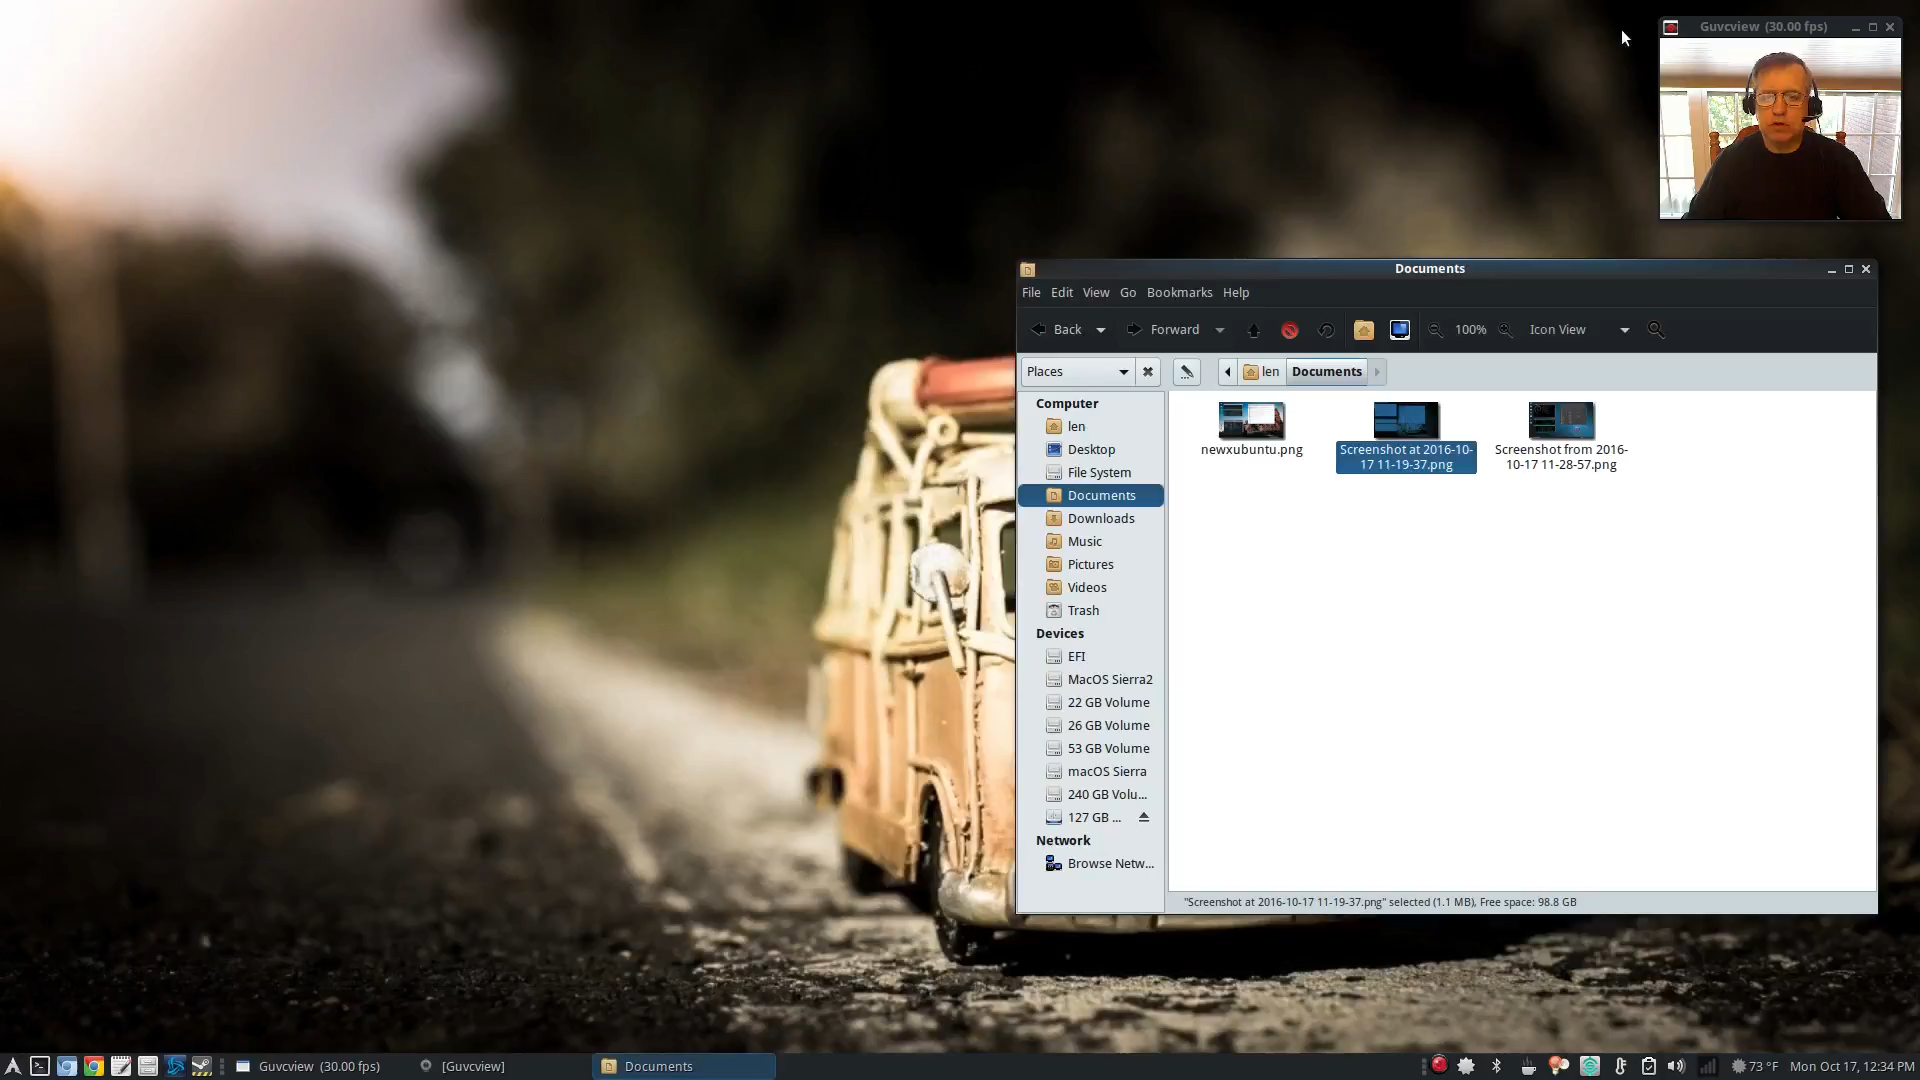 Guvcview (30.00 fps)
Documents
File Edit View Go Bookmarks Help
Back Forward 100% Icon View
Places len Documents
Computer
len
Desktop
File System
Documents
Downloads
Music
Pictures
Videos
Trash
Devices
EFI
MacOS Sierra2
22 GB Volume
26 GB Volume
53 GB Volume
macOS Sierra
240 GB Volu...
127 GB ...
Network
Browse Netw...
newxubuntu.png
Screenshot at 2016-10-
17 11-19-37.png
Screenshot from 2016-
10-17 11-28-57.png
"Screenshot at 2016-10-17 11-19-37.png" selected (1.1 MB), Free space: 98.8 GB
Guvcview (30.00 fps) [Guvcview] Documents 73 °F Mon Oct 17, 12:34 PM